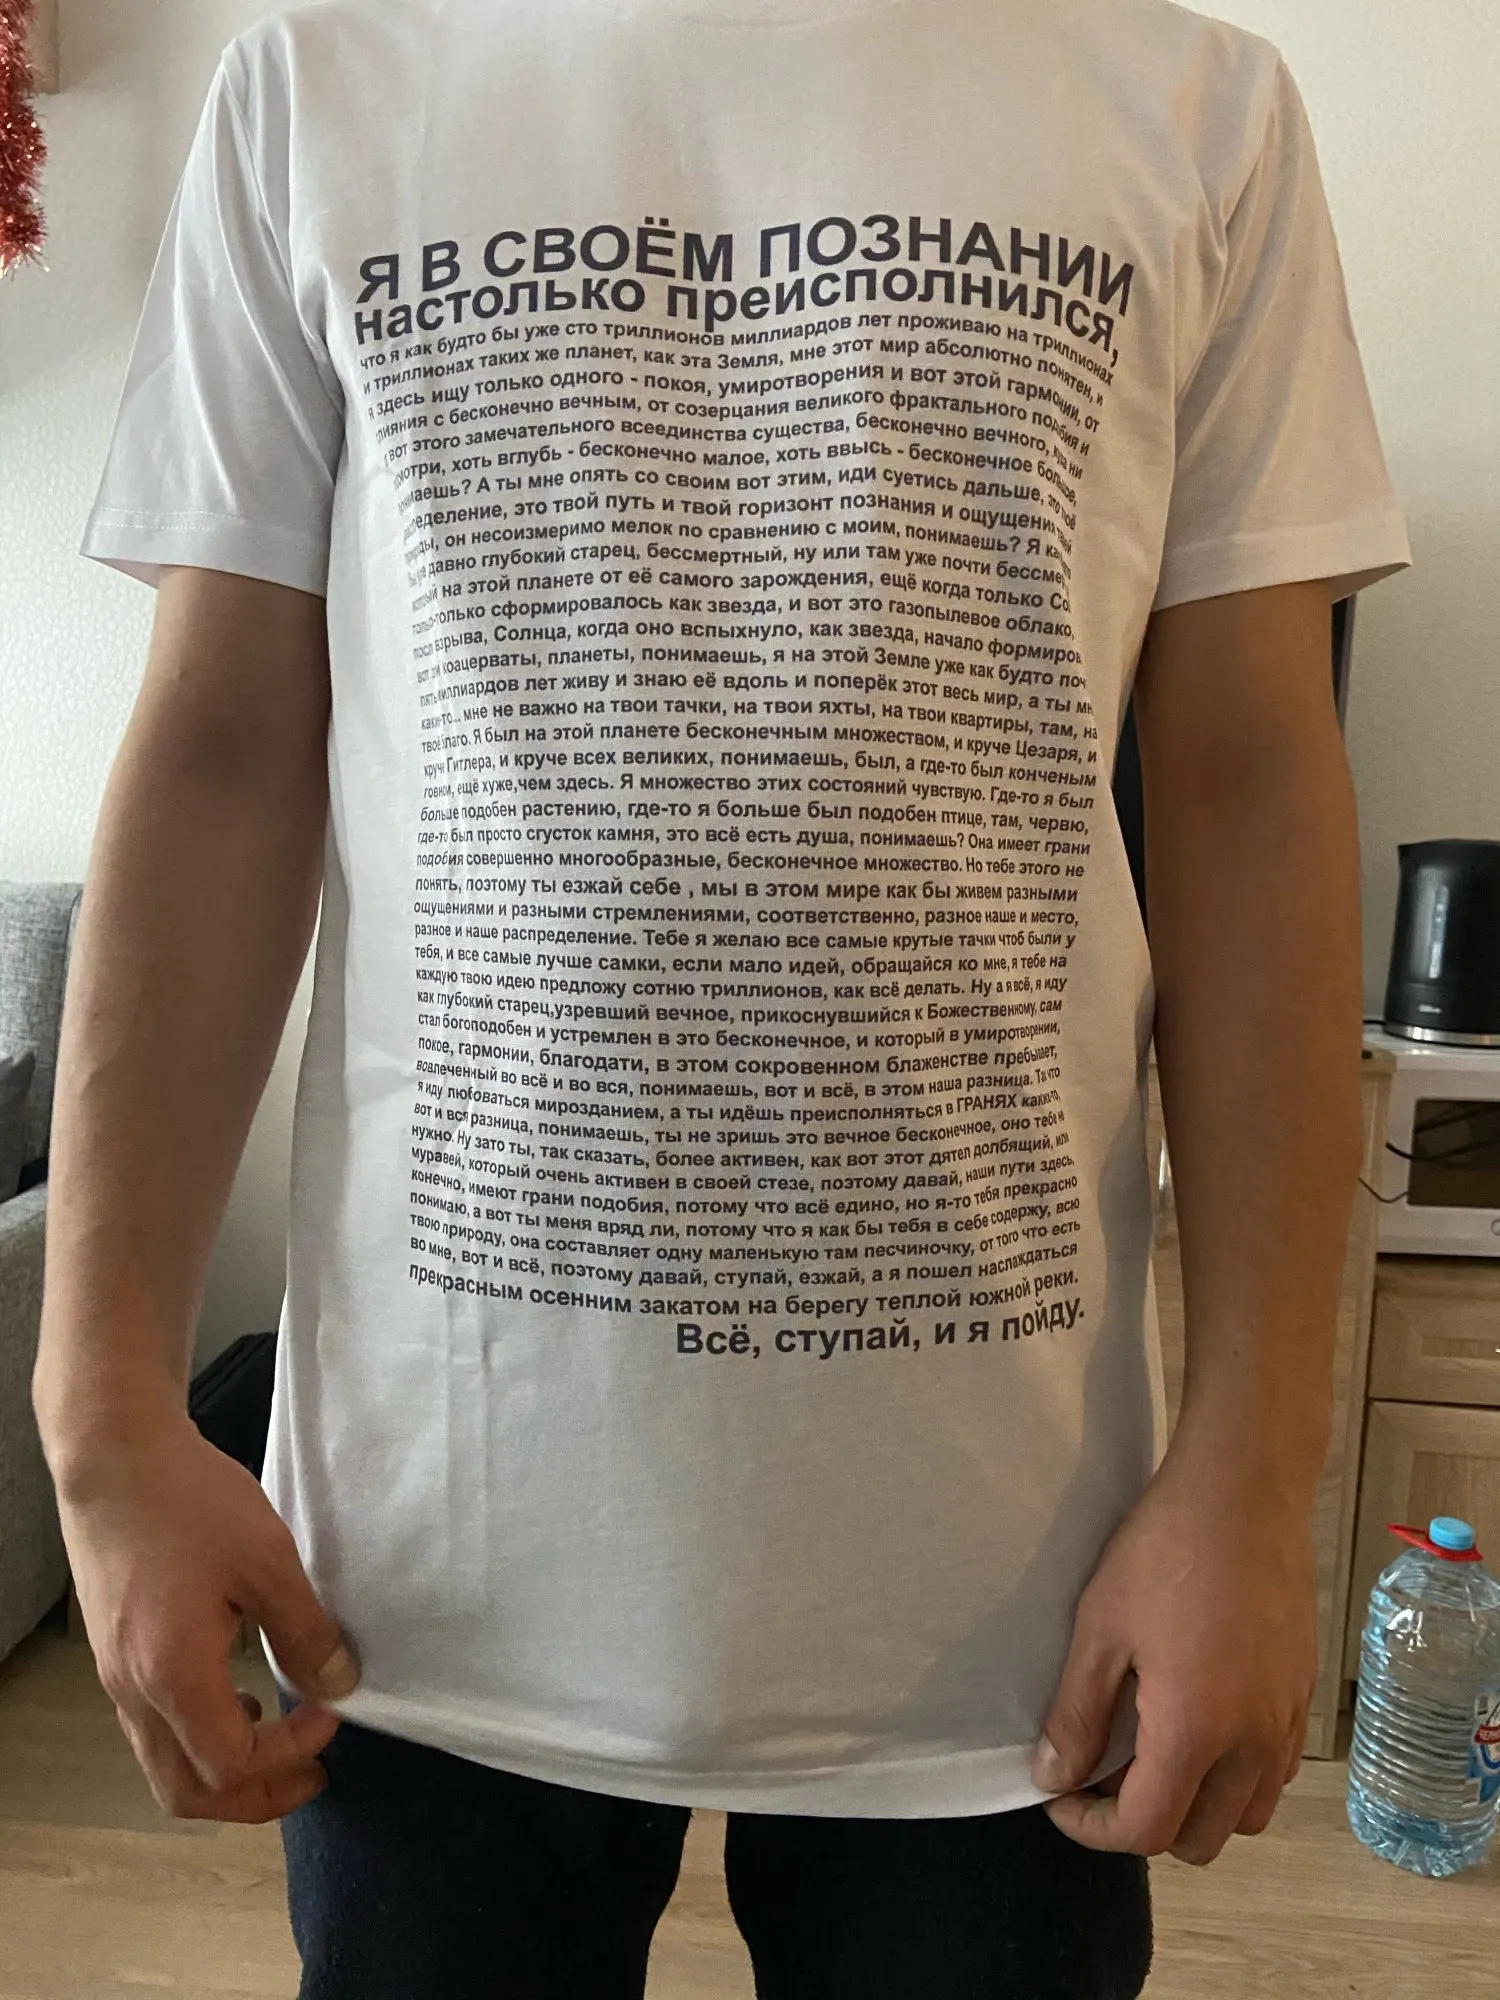 Я В СВОЁМ ПОЗНАНИИ
настолько преисполнился,
что я как будто бы уже сто триллионов миллиардов лет проживаю на триллионах
и триллионах таких же планет, как эта Земля, мне этот мир абсолютно понятен, и
я здесь ищу только одного - покоя, умиротворения и вот этой гармонии, от
слияния с бесконечно вечным, от созерцания великого фрактального подобия и
вот этого замечательного всеединства существа, бесконечно вечного, куда ни
посмотри, хоть вглубь - бесконечно малое, хоть ввысь - бесконечное большое,
понимаешь? А ты мне опять со своим вот этим, иди суетись дальше, это твоё
распределение, это твой путь и твой горизонт познания и ощущения твоей
природы, он несоизмеримо мелок по сравнению с моим, понимаешь? Я как
бы уже давно глубокий старец, бессмертный, ну или там уже почти бессме
который на этой планете от её самого зарождения, ещё когда только Со
только-только сформировалось как звезда, и вот это газопылевое облако,
после взрыва, Солнца, когда оно вспыхнуло, как звезда, начало формиров
вот эти коацерваты, планеты, понимаешь, я на этой Земле уже как будто поч
пять миллиардов лет живу и знаю её вдоль и поперёк этот весь мир, а ты мн
какие-то... мне не важно на твои тачки, на твои яхты, на твои квартиры, там, на
твоё благо. Я был на этой планете бесконечным множеством, и круче Цезаря, и
круче Гитлера, и круче всех великих, понимаешь, был, а где-то был конченым
говном, ещё хуже,чем здесь. Я множество этих состояний чувствую. Где-то я был
больше подобен растению, где-то я больше был подобен птице, там, червю,
где-то был просто сгусток камня, это всё есть душа, понимаешь? Она имеет грани
подобия совершенно многообразные, бесконечное множество. Но тебе этого не
понять, поэтому ты езжай себе , мы в этом мире как бы живем разными
ощущениями и разными стремлениями, соответственно, разное наше и место,
разное и наше распределение. Тебе я желаю все самые крутые тачки чтоб были у
тебя, и все самые лучше самки, если мало идей, обращайся ко мне, я тебе на
каждую твою идею предложу сотню триллионов, как всё делать. Ну а я всё, я иду
как глубокий старец,узревший вечное, прикоснувшийся к Божественному, сам
стал богоподобен и устремлен в это бесконечное, и который в умиротворении,
покое, гармонии, благодати, в этом сокровенном блаженстве пребывает,
вовлеченный во всё и во вся, понимаешь, вот и всё, в этом наша разница. Так что
я иду любоваться мирозданием, а ты идёшь преисполняться в ГРАНЯХ каких-то,
вот и вся разница, понимаешь, ты не зришь это вечное бесконечное, оно тебе не
нужно. Ну зато ты, так сказать, более активен, как вот этот дятел долбящий, или
муравей, который очень активен в своей стезе, поэтому давай, наши пути здесь,
конечно, имеют грани подобия, потому что всё едино, но я-то тебя прекрасно
понимаю, а вот ты меня вряд ли, потому что я как бы тебя в себе содержу, всю
твою природу, она составляет одну маленькую там песчиночку, от того что есть
во мне, вот и всё, поэтому давай, ступай, езжай, а я пошел наслаждаться
прекрасным осенним закатом на берегу теплой южной реки.
Всё, ступай, и я пойду.